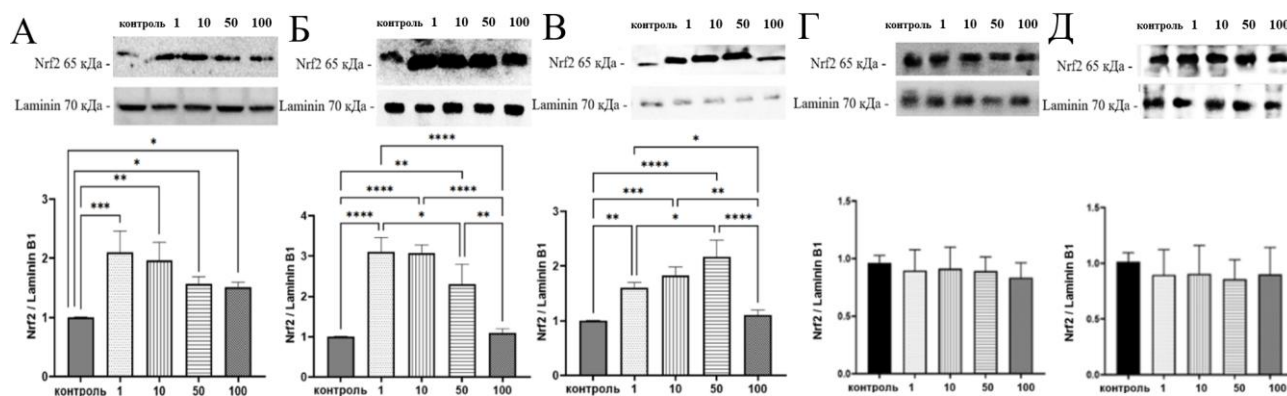 А
контроль 1 10 50 100
Nrf2 65 кДа -
Laminin 70 кДа -
*
*
**
***
Nrf2 / Laminin B1
3
2
1
0
контроль 1 10 50 100
Б
контроль 1 10 50 100
Nrf2 65 кДа -
Laminin 70 кДа -
****
**
**** ****
**** * **
Nrf2 / Laminin B1
4
3
2
1
0
контроль 1 10 50 100
В
контроль 1 10 50 100
Nrf2 65 кДа -
Laminin 70 кДа -
*
****
*** **
** * ****
Nrf2 / Laminin B1
3
2
1
0
контроль 1 10 50 100
Г
контроль 1 10 50 100
Nrf2 65 кДа -
Laminin 70 кДа -
Nrf2 / Laminin B1
1.5
1.0
0.5
0.0
контроль 1 10 50 100
Д
контроль 1 10 50 100
Nrf2 65 кДа -
Laminin 70 кДа -
Nrf2 / Laminin B1
1.5
1.0
0.5
0.0
контроль 1 10 50 100